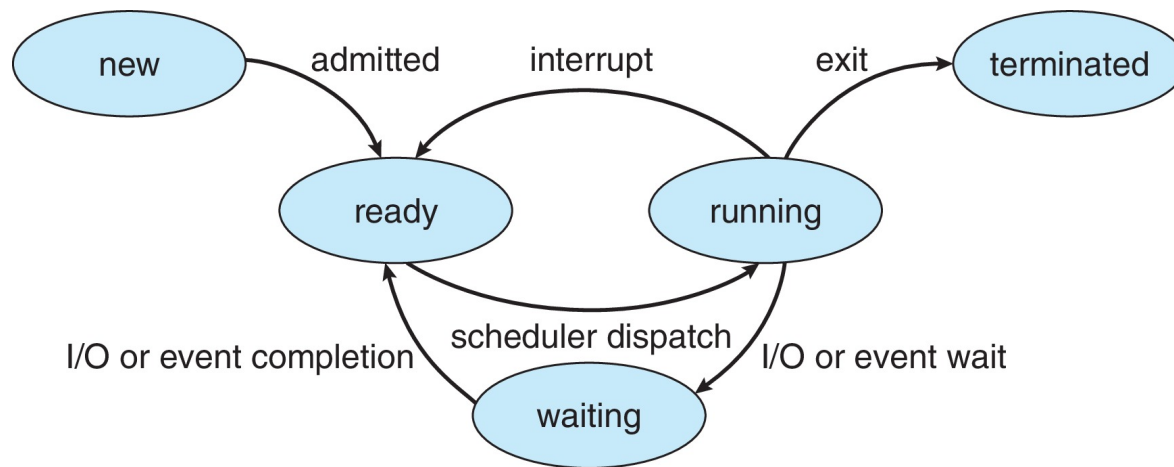 new
admitted
interrupt
exit
terminated
ready
running
I/O or event completion
scheduler dispatch
I/O or event wait
waiting